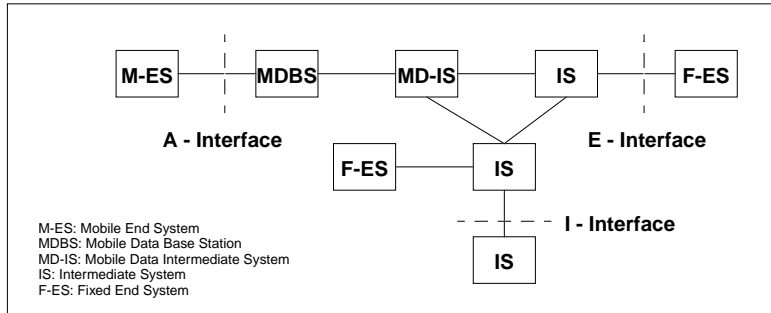 M-ES MDBS MD-IS IS F-ES
A - Interface E - Interface
F-ES IS
I - Interface
M-ES: Mobile End System
MDBS: Mobile Data Base Station
MD-IS: Mobile Data Intermediate System
IS: Intermediate System
F-ES: Fixed End System
IS